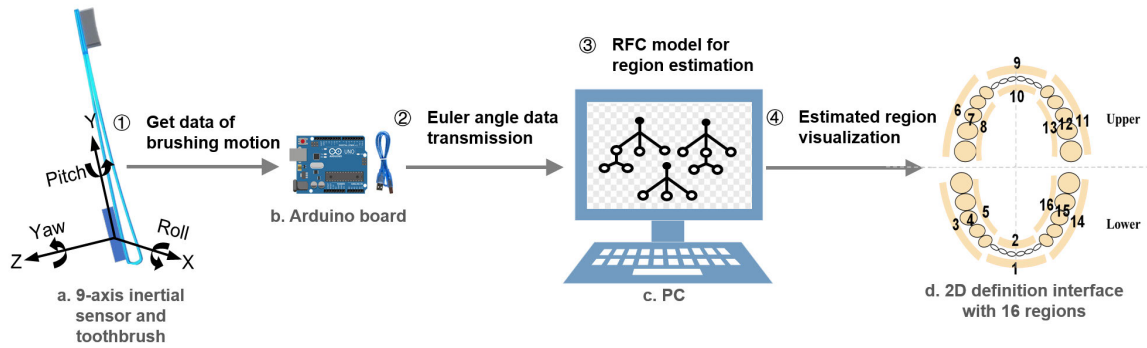 ① Get data of
brushing motion
② Euler angle data
transmission
③ RFC model for
region estimation
④ Estimated region
visualization
Y
Pitch
Yaw
Roll
Z
X
a. 9-axis inertial
sensor and
toothbrush
ARDUINO
UNO
b. Arduino board
c. PC
9
10
6
7
8
13
12
11
Upper
3
4
5
16
15
14
Lower
2
1
d. 2D definition interface
with 16 regions